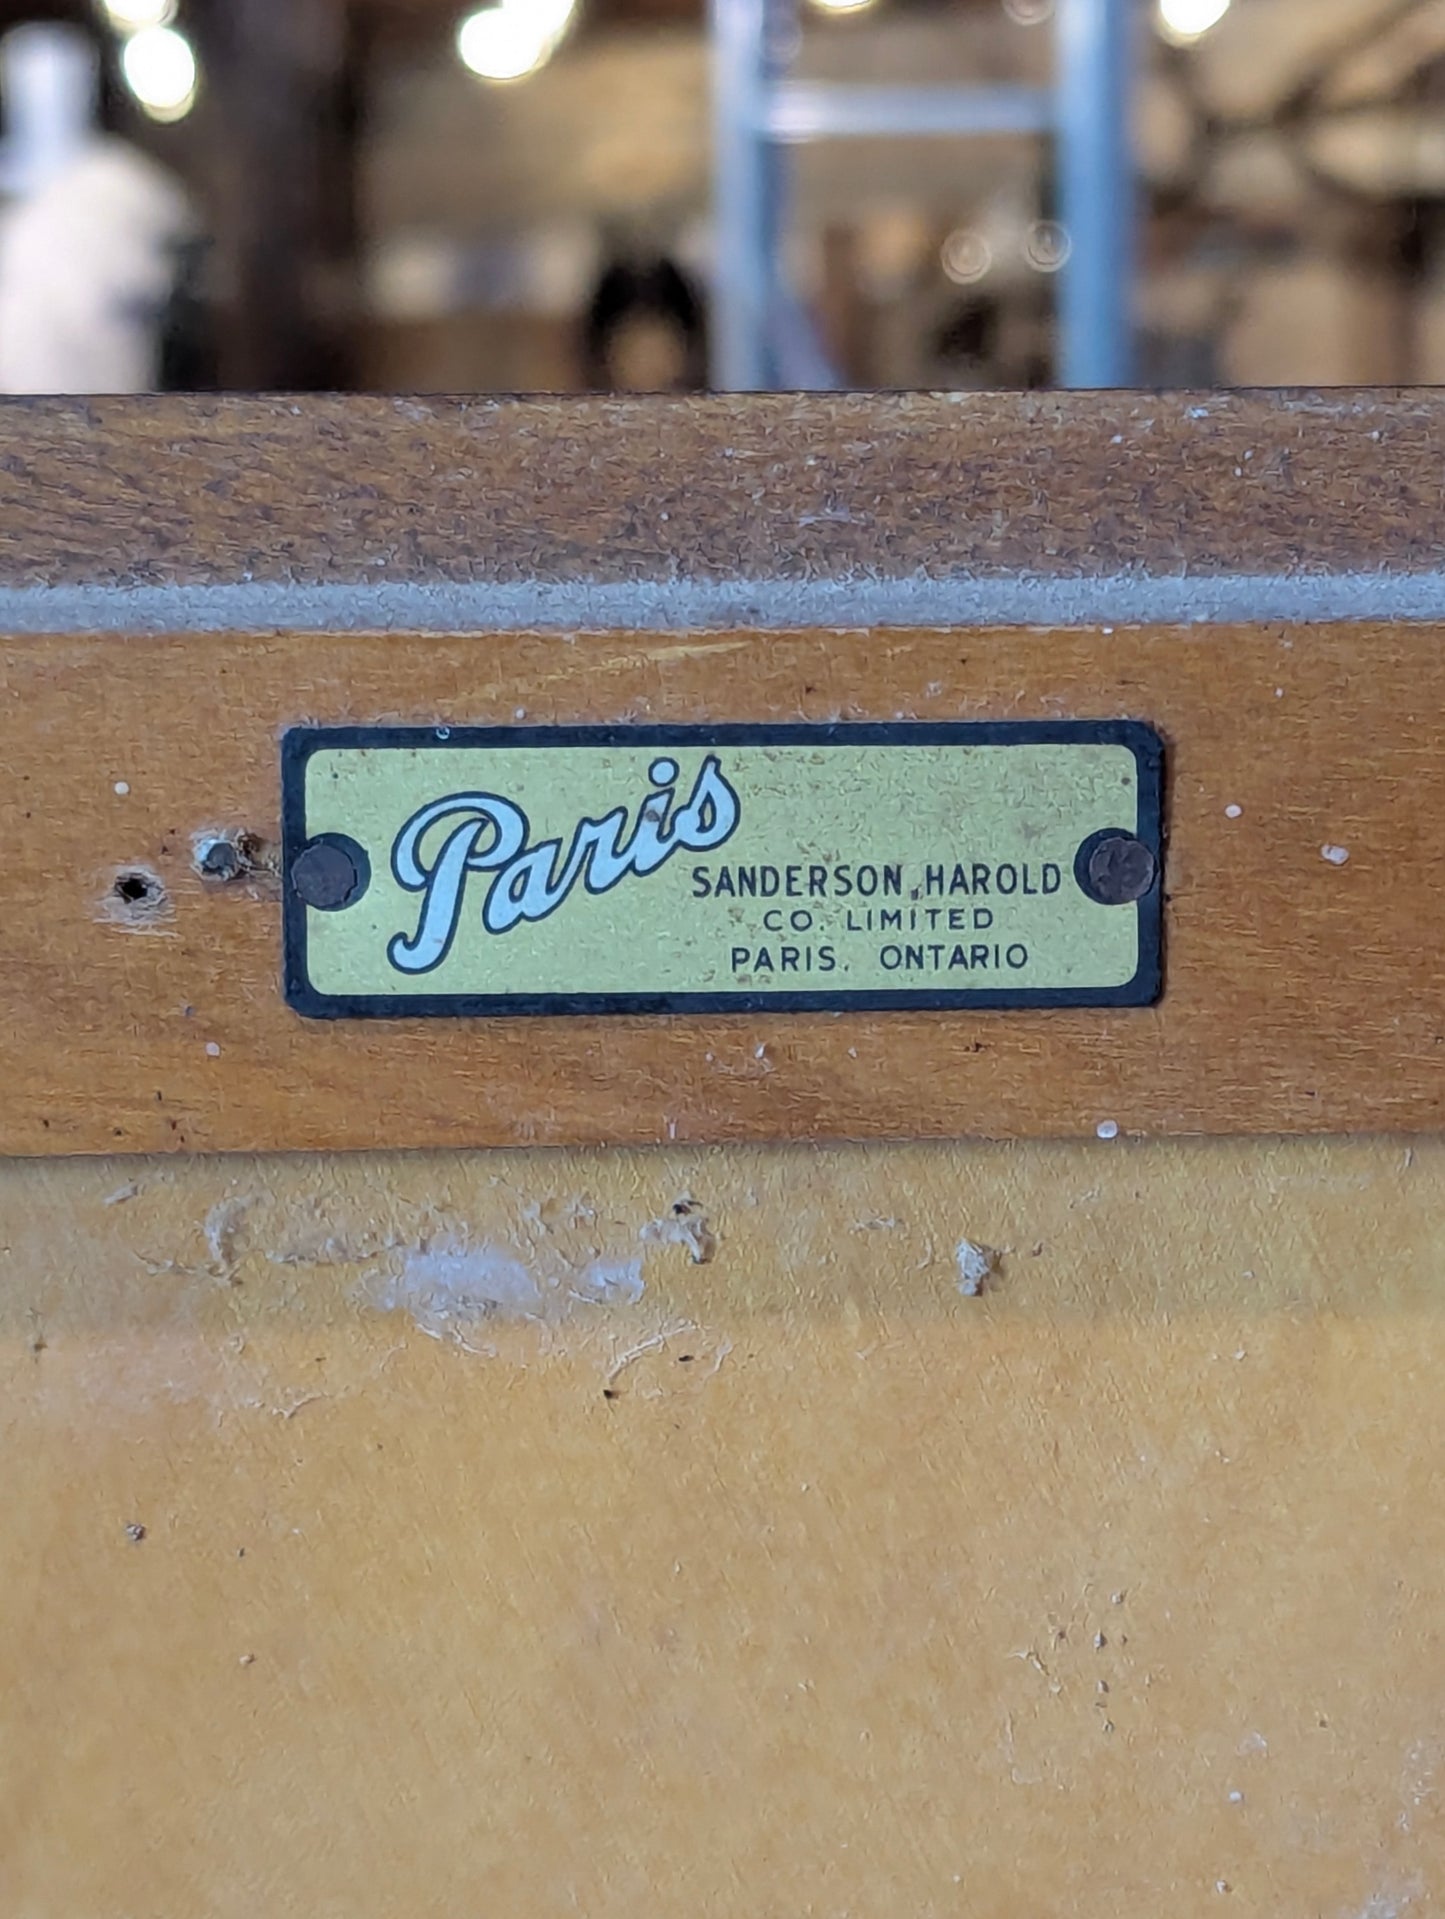 Paris
SANDERSON, HAROLD
CO. LIMITED
PARIS, ONTARIO